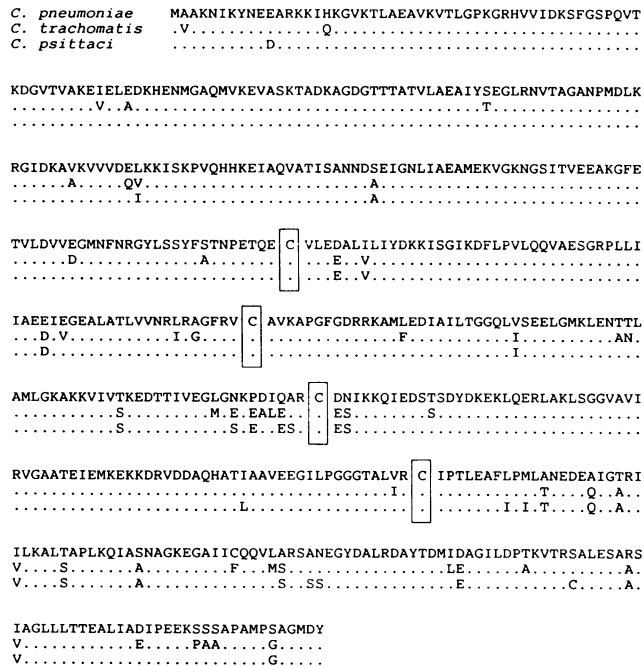 C. pneumoniae MAAKNIKYNEEARKKIHKGVKTLAEAVKVTLGPKGRHVVIDKSFGSPQVT
C. trachomatis .V..............Q.................................
C. psittaci ..........D.......................................
KDGVTVAKEIELEDKHENMGAQMVKEVASKTADKAGDGTTTATVLAEAIYSEGLRNVTAGANPMDLK
.........V..A.....................................T................
...................................................................
RGIDKAVKVVVDELKKISKPVQHHKEIAQVATISANNDSEIGNLIAEAMEKVGKNGSITVEEAKGFE
......A.....QV........................A............................
.............I........................A............................
TVLDVVEGMNFNRGYLSSYFSTNPETQE C VLEDALILIYDKKISGIKDFLPVLQQVAESGRPLLI
......D.............A....... . ...E..V.............................
............................ . ...E..V.............................
IAEEIEGEALATLVVNRLRAGFRV C AVKAPGFGDRRKAMLEDIAILTGGQLVSEELGMKLENTTL
...D.V...........I.G.... . ..............F...........I..........AN.
...D.................... . ..........................I.............
AMLGKAKKVIVTKEDTTIVEGLGNKPDIQAR C DNIKKQIEDSTSDYDKEKLQERLAKLSGGVAVI
...........S.........M.E.EALE.. . ES........S......................
...........S...........S.E..ES. . ES...............................
RVGAATEIEMKEKKDRVDDAQHATIAAVEEGILPGGGTALVR C IPTLEAFLPMLANEDEAIGTRI
........................................I. . ...........T....Q..A..
........................L................. . .......I.I.T....Q..A..
ILKALTAPLKQIASNAGKEGAIICQQVLARSANEGYDALRDAYTDMIDAGILDPTKVTRSALESARS
V....S.......A.........F...MS.................LE......A..........A.
V....S.......A..............S..SS..............E...........C.....A.
IAGLLLTTEALIADIPEEKSSSAPAMPSAGMDY
V............E.....PAA.....G.....
V..........................G.....